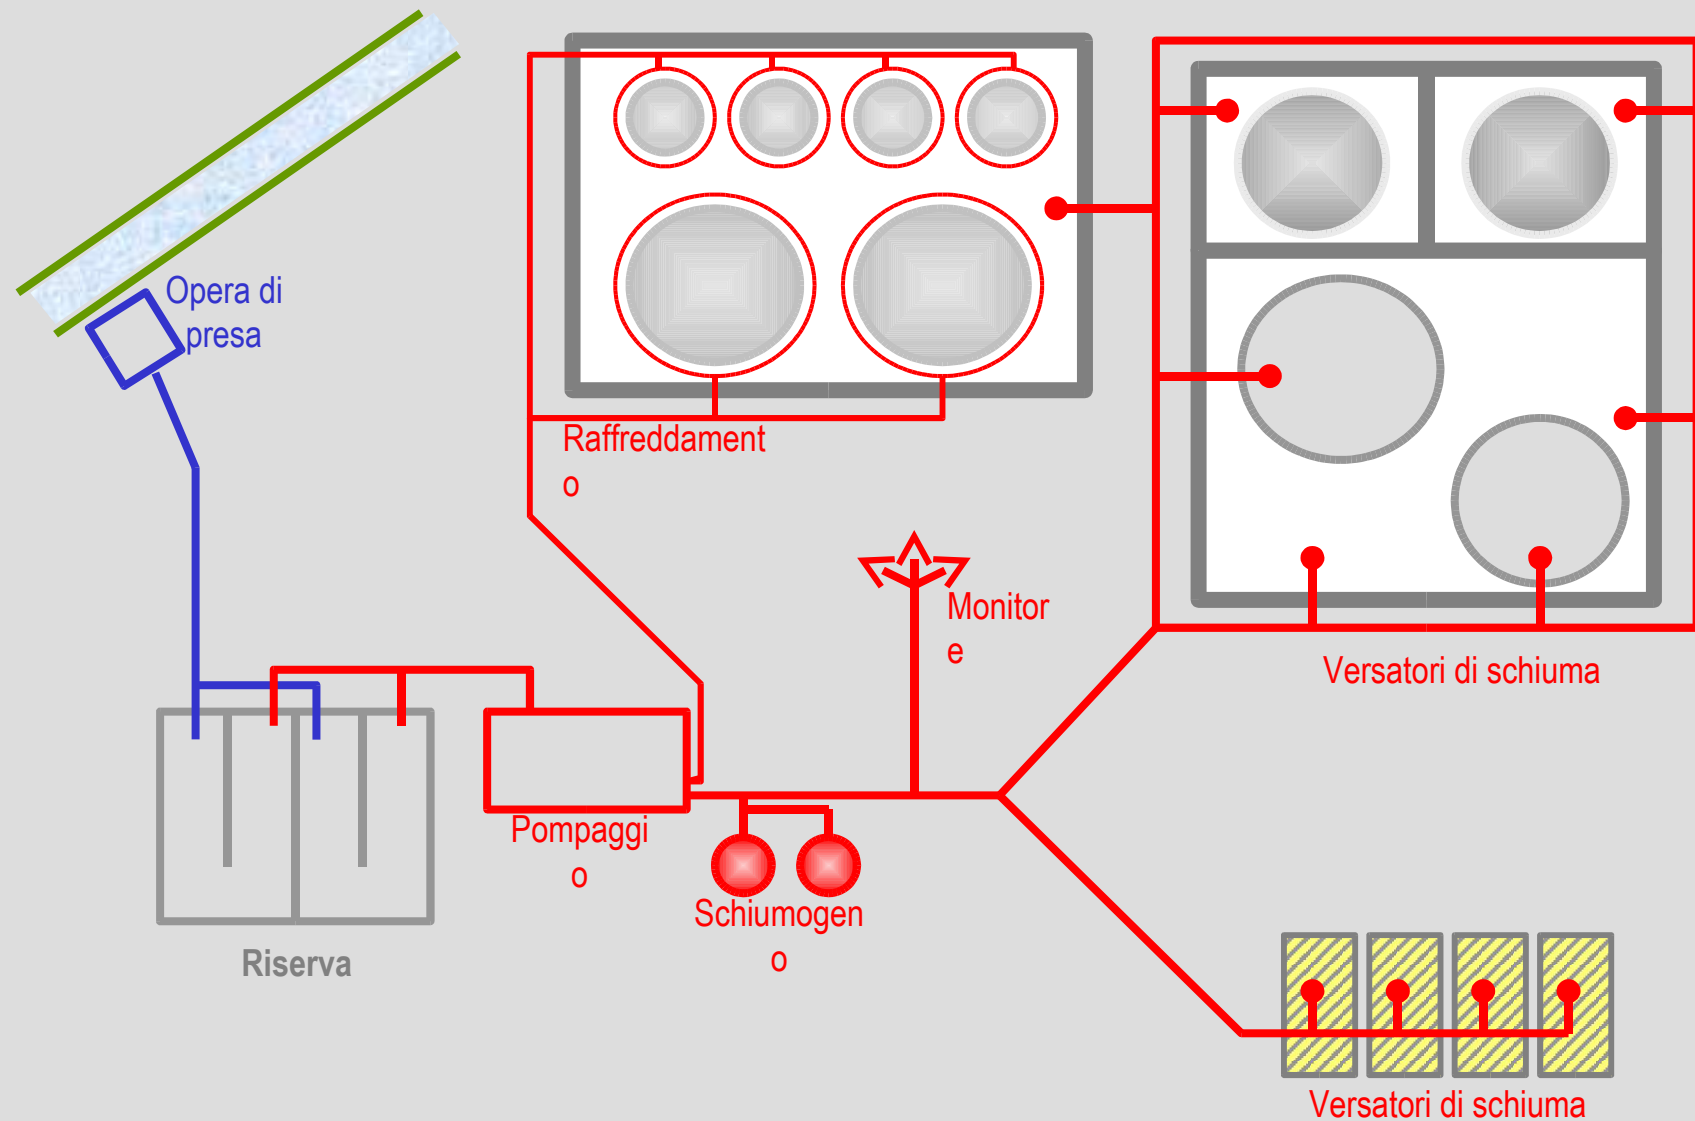 Opera di
presa
Raffreddament
o
Monitor
e
Versatori di schiuma
Pompaggi
o
Schiumogen
o
Riserva
Versatori di schiuma